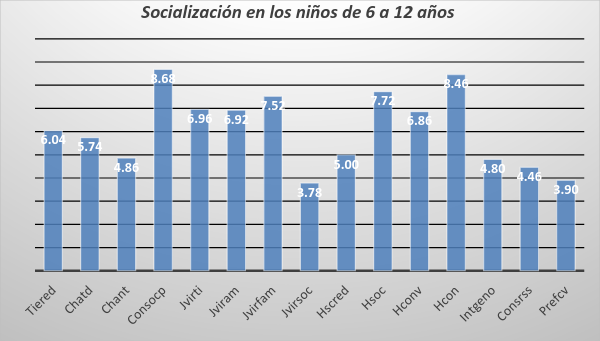 Socialización en los niños de 6 a 12 años
6.04
5.74
4.86
8.68
6.96
6.92
7.52
3.78
5.00
7.72
6.86
8.46
4.80
4.46
3.90
Tiered
Chatd
Chant
Consocp
Jvirti
Jviram
Jvirfam
Jvirsoc
Hscred
Hsoc
Hconv
Hcon
Intgeno
Consrss
Prefcv